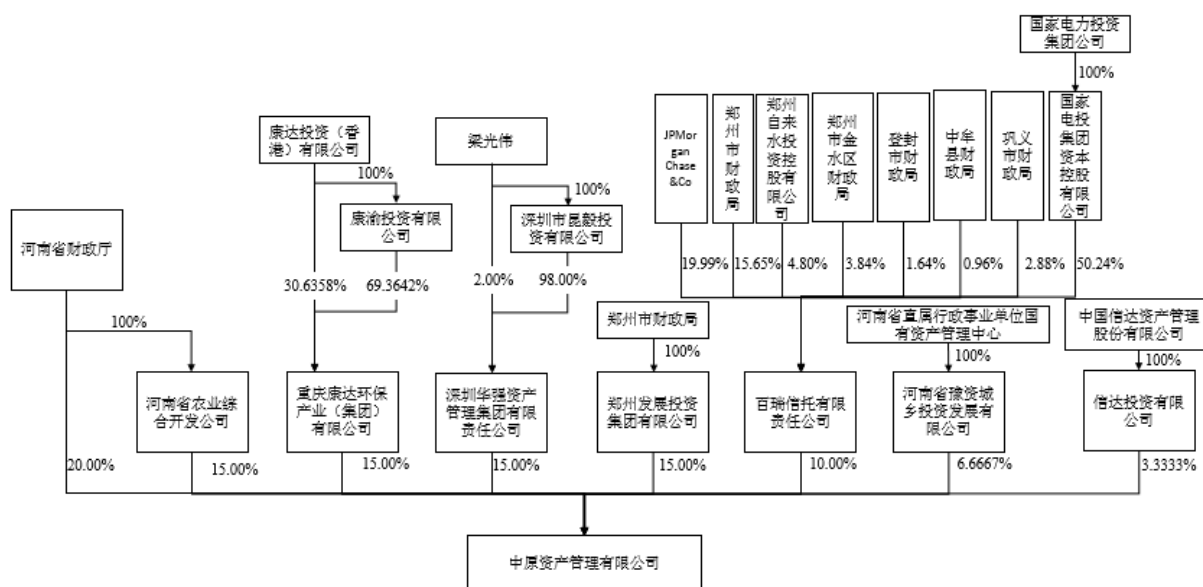 国家电力投资
集团公司
100%
康达投资（香
港）有限公司
梁光伟
JPMor
gan
Chase
&Co
郑州市财政局
郑州自来水投资控股有限公司
郑州市金水区财政局
登封市财政局
中牟县财政局
巩义市财政局
国家电投集团资本控股有限公司
100%
100%
河南省财政厅
康渝投资有限
公司
深圳市昆毅投
资有限公司
30.6358%
69.3642%
2.00%
98.00%
19.99%
15.65%
4.80%
3.84%
1.64%
0.96%
2.88%
50.24%
100%
郑州市财政局
河南省直属行政事业单位国
有资产管理中心
中国信达资产管理
股份有限公司
100%
100%
100%
河南省农业综
合开发公司
重庆康达环保
产业（集团）
有限公司
深圳华强资产
管理集团有限
责任公司
郑州发展投资
集团有限公司
百瑞信托有限
责任公司
河南省豫资城
乡投资发展有
限公司
信达投资有限
公司
20.00%
15.00%
15.00%
15.00%
15.00%
10.00%
6.6667%
3.3333%
中原资产管理有限公司